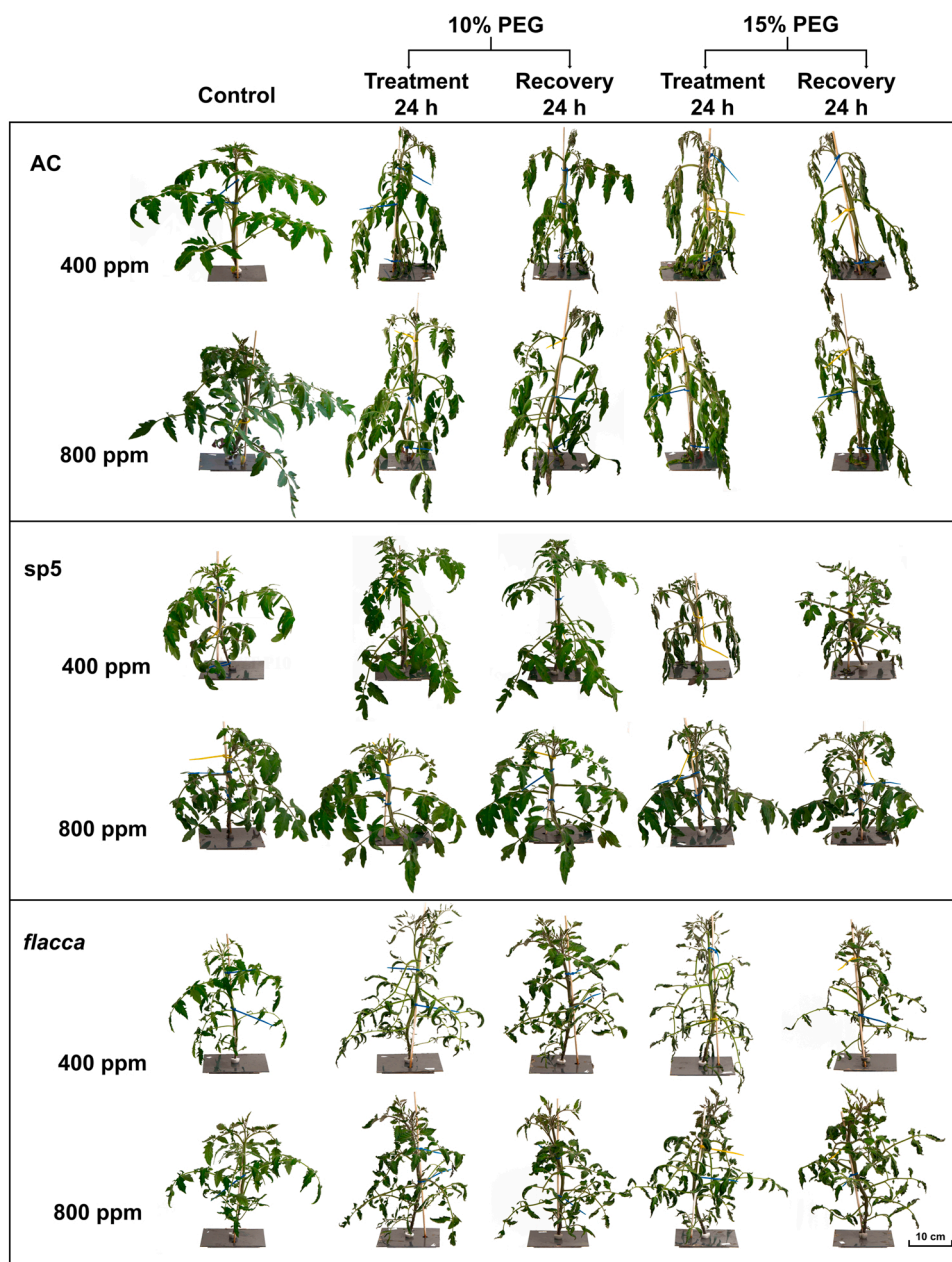 10% PEG
15% PEG
Control
Treatment
24 h
Recovery
24 h
Treatment
24 h
Recovery
24 h
AC
400 ppm
800 ppm
sp5
400 ppm
800 ppm
flacca
400 ppm
800 ppm
10 cm